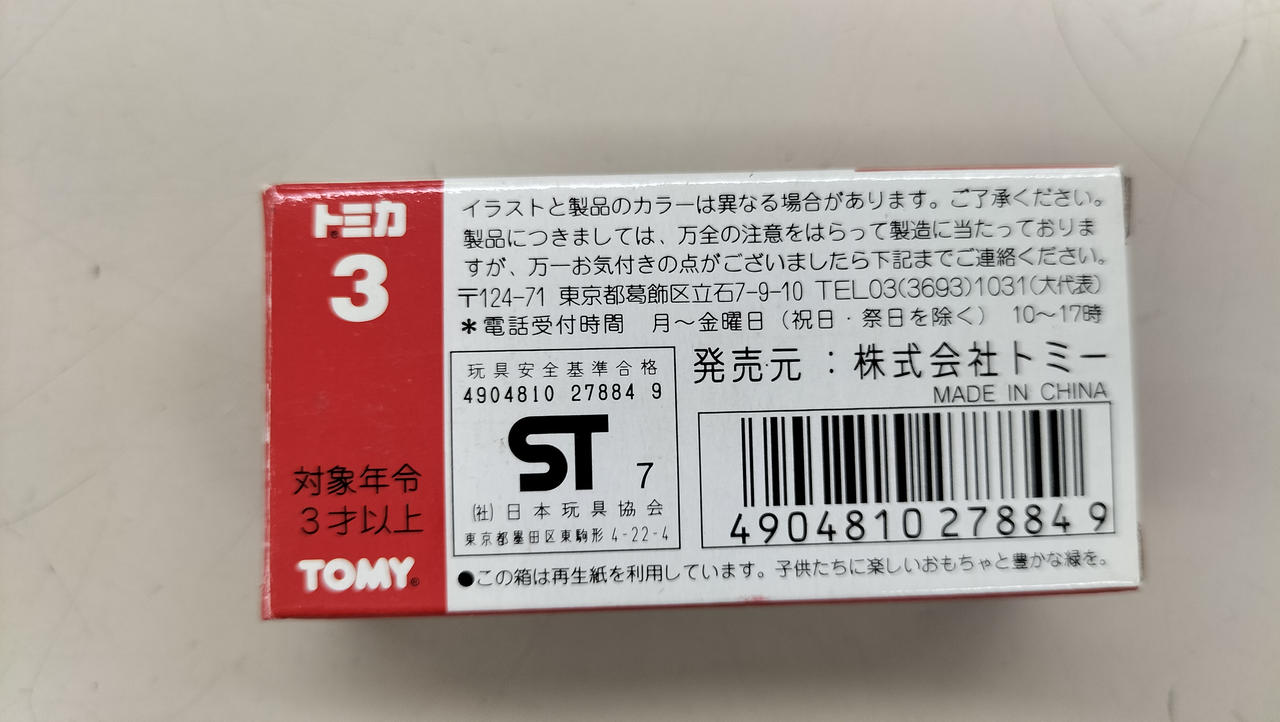 トミカ®
3
対象年令
3才以上
TOMY®
イラストと製品のカラーは異なる場合があります。ご了承ください。
製品につきましては、万全の注意をはらって製造に当たっておりま
すが、万一お気付きの点がございましたら下記までご連絡ください。
〒124-71 東京都葛飾区立石7-9-10 TEL03(3693)1031(大代表)
*電話受付時間 月〜金曜日(祝日・祭日を除く) 10〜17時
玩具安全基準合格
4904810 27884 9
ST 7
(社)日本玩具協会
東京都墨田区東駒形 4-22-4
発売元:株式会社トミー
MADE IN CHINA
4904810278849
●この箱は再生紙を利用しています。子供たちに楽しいおもちゃと豊かな緑を。